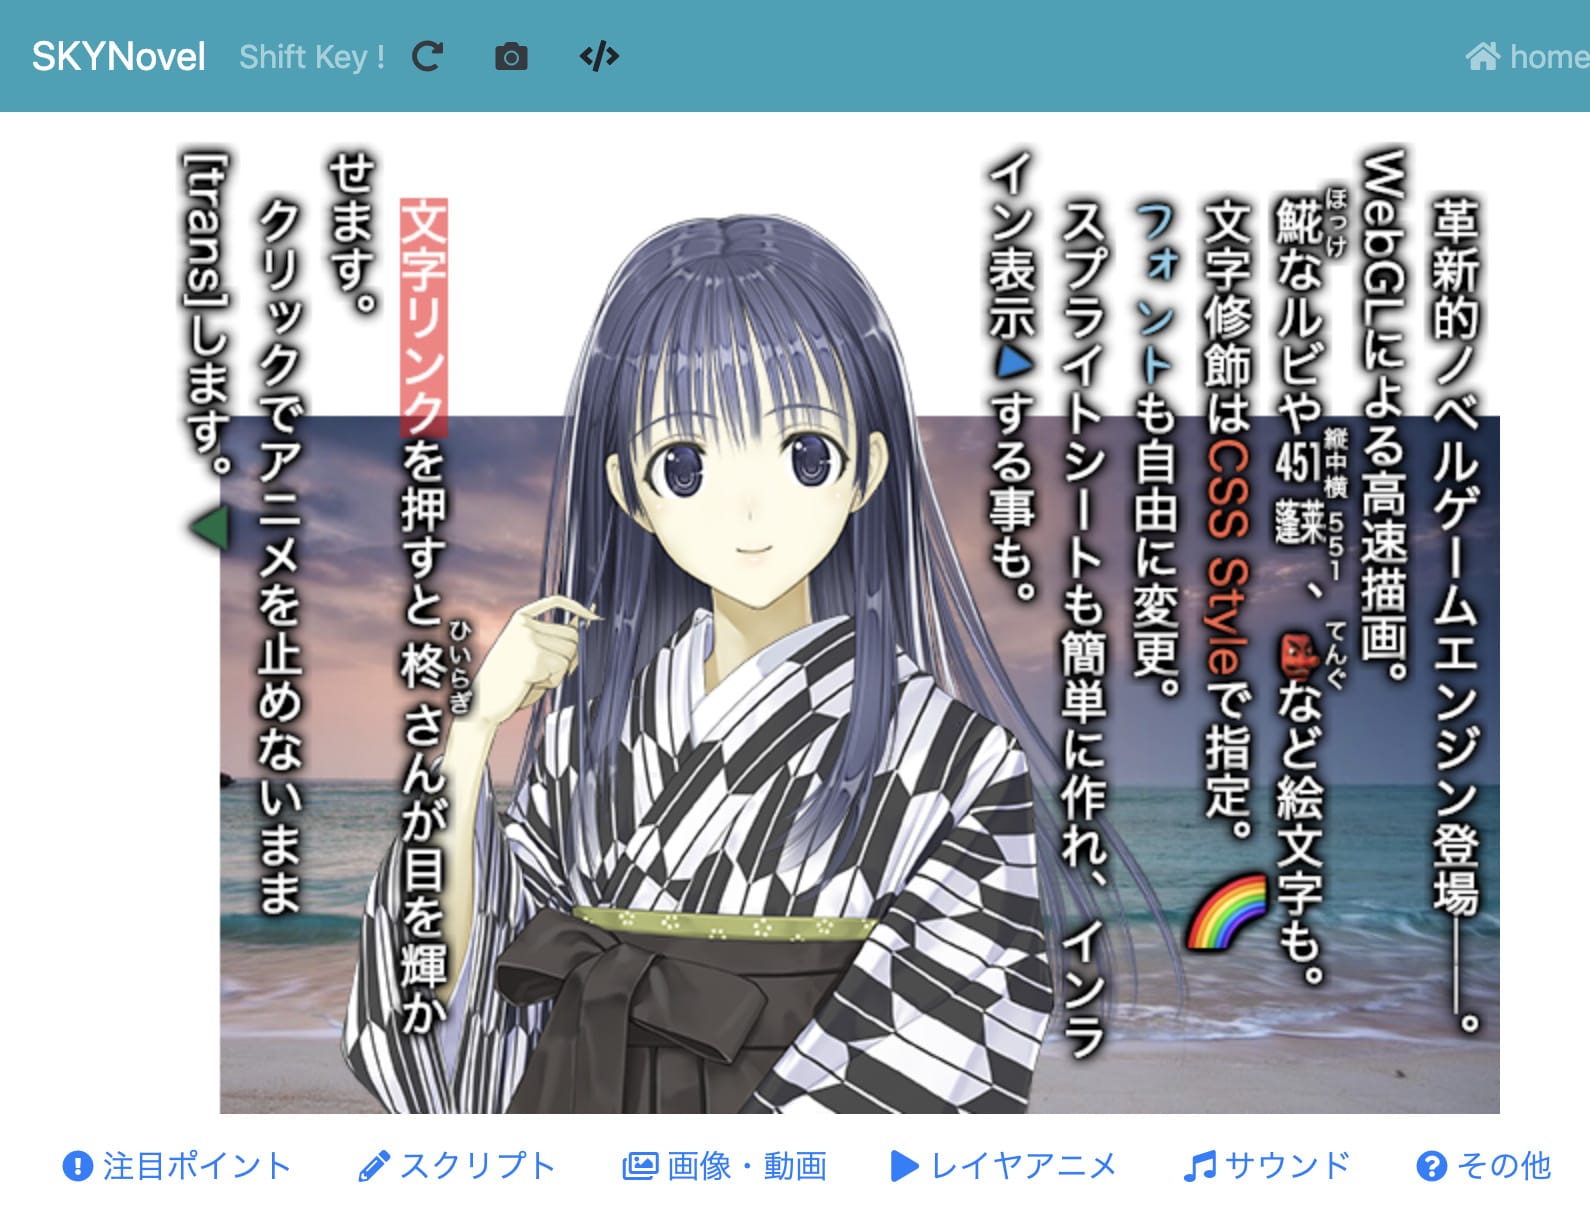 SKYNovel Shift Key ! home
革新的ノベルゲームエンジン登場――。
WebGLによる高速描画。
ほっけ 縦中横 551 てんぐ
𩸽なルビや451蓬莱、👺など絵文字も。
文字修飾はCSS Styleで指定。🌈
フォントも自由に変更。
スプライトシートも簡単に作れ、インラ
イン表示▶する事も。
ひいらぎ
文字リンクを押すと柊さんが目を輝か
せます。
クリックでアニメを止めないまま
[trans]します。
注目ポイント スクリプト 画像・動画 レイヤアニメ サウンド その他